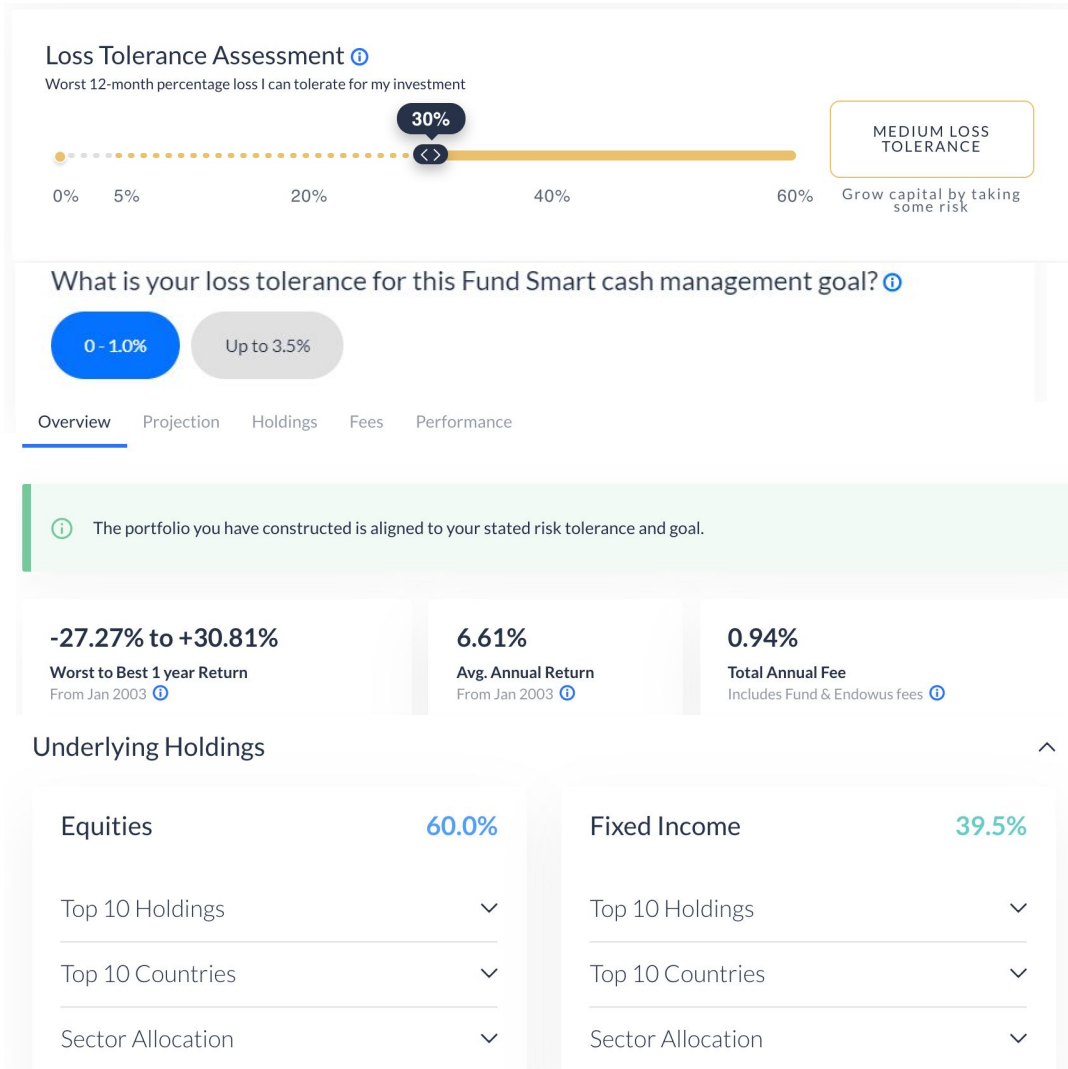 Loss Tolerance Assessment
Worst 12-month percentage loss I can tolerate for my investment
30%
0% 5% 20% 40% 60%
MEDIUM LOSS
TOLERANCE
Grow capital by taking
some risk
What is your loss tolerance for this Fund Smart cash management goal?
0 - 1.0% Up to 3.5%
Overview Projection Holdings Fees Performance
The portfolio you have constructed is aligned to your stated risk tolerance and goal.
-27.27% to +30.81%
Worst to Best 1 year Return
From Jan 2003
6.61%
Avg. Annual Return
From Jan 2003
0.94%
Total Annual Fee
Includes Fund & Endowus fees
Underlying Holdings
Equities 60.0%
Top 10 Holdings
Top 10 Countries
Sector Allocation
Fixed Income 39.5%
Top 10 Holdings
Top 10 Countries
Sector Allocation